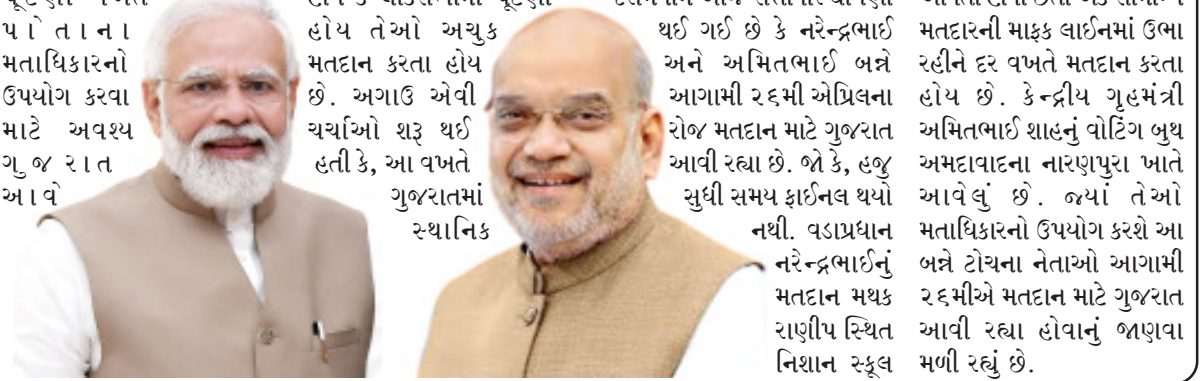 પોતાના
મતાધિકારનો
ઉપયોગ કરવા
માટે અવશ્ય
ગુજરાત
આવે
હોય તેઓ અચુક
મતદાન કરતા હોય
છે. અગાઉ એવી
ચર્ચાઓ શરૂ થઈ
હતી કે, આ વખતે
ગુજરાતમાં
સ્થાનિક
થઈ ગઈ છે કે નરેન્દ્રભાઈ
અને અમિતભાઈ બન્ને
આગામી ૨૬મી એપ્રિલના
રોજ મતદાન માટે ગુજરાત
આવી રહ્યા છે. જો કે, હજુ
સુધી સમય ફાઈનલ થયો
નથી. વડાપ્રધાન
નરેન્દ્રભાઈનું
મતદાન મથક
રાણીપ સ્થિત
નિશાન સ્કૂલ
મતદારની માફક લાઈનમાં ઉભા
રહીને દર વખતે મતદાન કરતા
હોય છે. કેન્દ્રીય ગૃહમંત્રી
અમિતભાઈ શાહનું વોટિંગ બુથ
અમદાવાદના નારણપુરા ખાતે
આવેલું છે. જ્યાં તેઓ
મતાધિકારનો ઉપયોગ કરશે આ
બન્ને ટોચના નેતાઓ આગામી
૨૬મીએ મતદાન માટે ગુજરાત
આવી રહ્યા હોવાનું જાણવા
મળી રહ્યું છે.